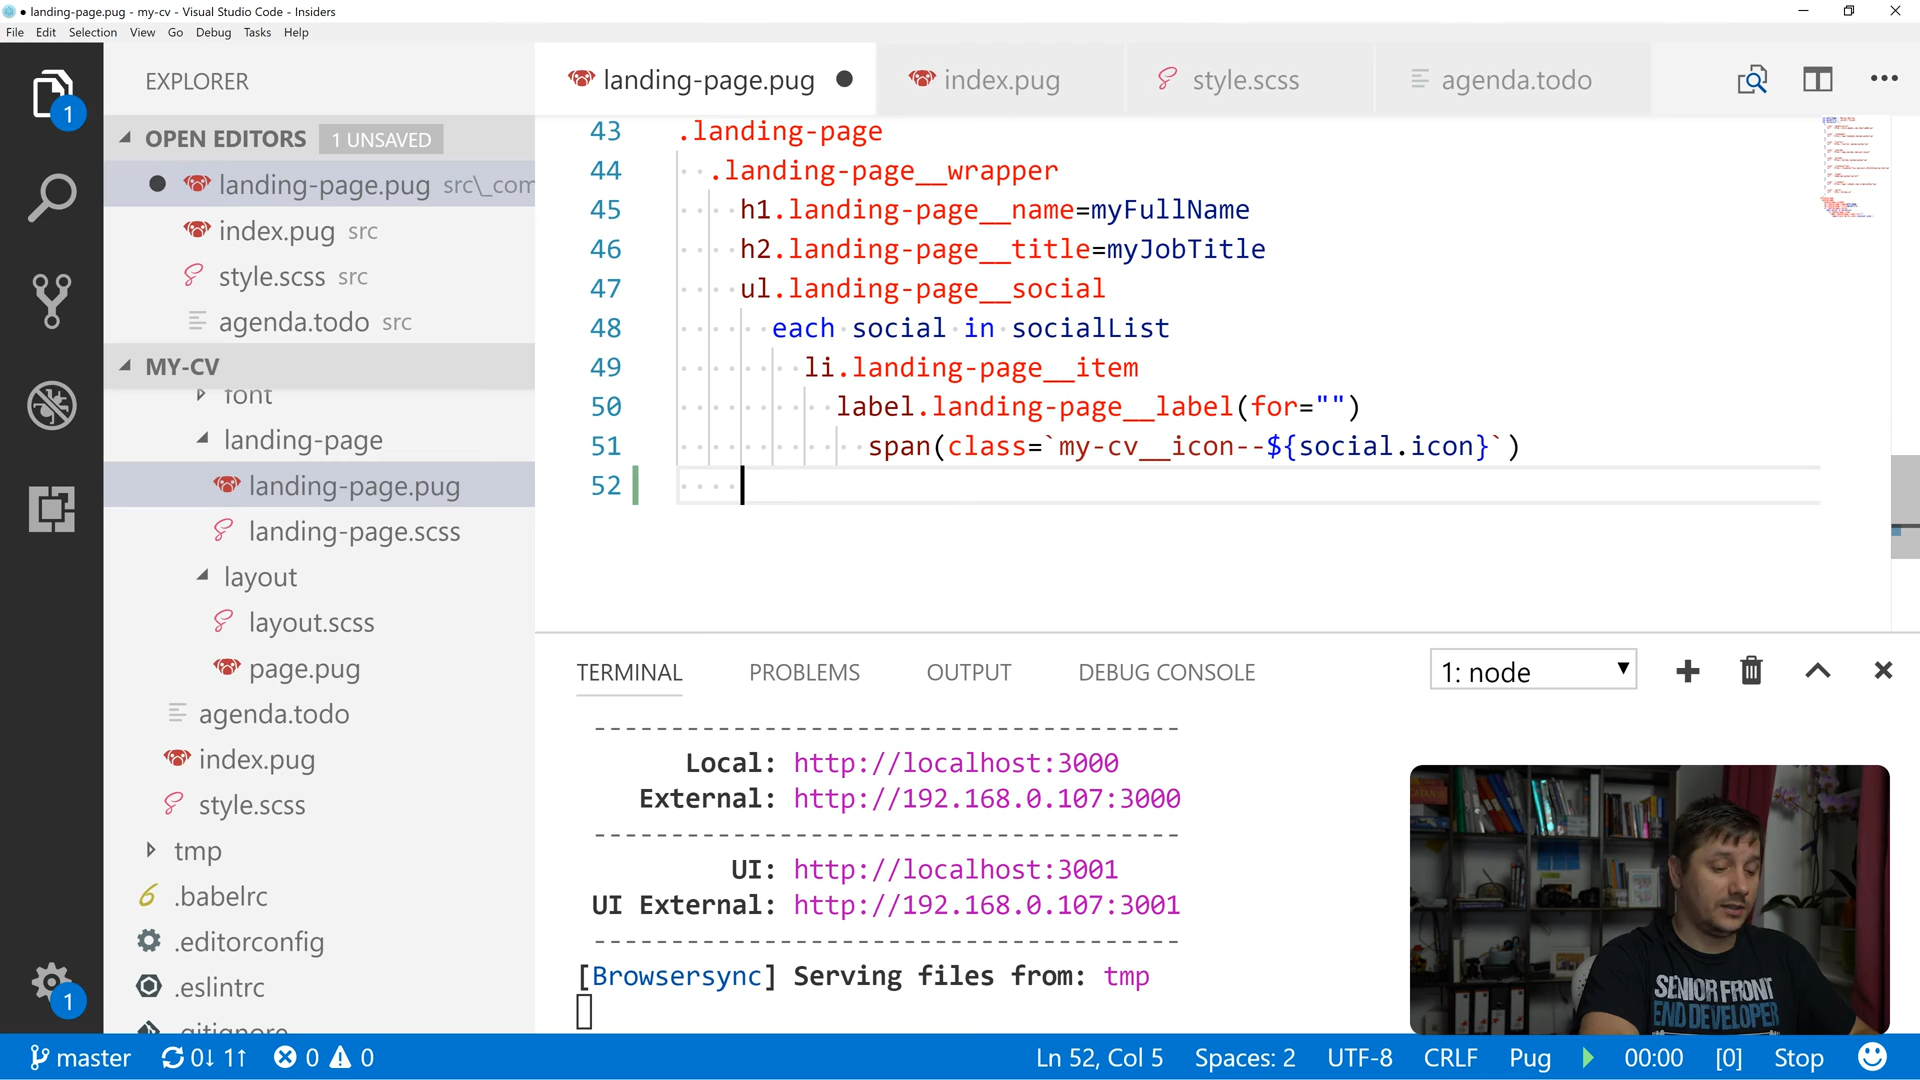 ● landing-page.pug - my-cv - Visual Studio Code - Insiders
File Edit Selection View Go Debug Tasks Help
EXPLORER
OPEN EDITORS 1 UNSAVED
landing-page.pug src\_com
index.pug src
style.scss src
agenda.todo src
MY-CV
font
landing-page
landing-page.pug
landing-page.scss
layout
layout.scss
page.pug
agenda.todo
index.pug
style.scss
tmp
.babelrc
.editorconfig
.eslintrc
.gitignore
1
1
landing-page.pug index.pug style.scss agenda.todo
43 .landing-page
44 .landing-page__wrapper
45 h1.landing-page__name=myFullName
46 h2.landing-page__title=myJobTitle
47 ul.landing-page__social
48 each social in socialList
49 li.landing-page__item
50 label.landing-page__label(for="")
51 span(class=`my-cv__icon--${social.icon}`)
52
TERMINAL PROBLEMS OUTPUT DEBUG CONSOLE 1: node
-------------------------------------
Local: http://localhost:3000
External: http://192.168.0.107:3000
-------------------------------------
UI: http://localhost:3001
UI External: http://192.168.0.107:3001
-------------------------------------
[Browsersync] Serving files from: tmp
SENIOR FRONT
END DEVELOPER
master 0↓ 1↑ 0 0 Ln 52, Col 5 Spaces: 2 UTF-8 CRLF Pug 00:00 [0] Stop